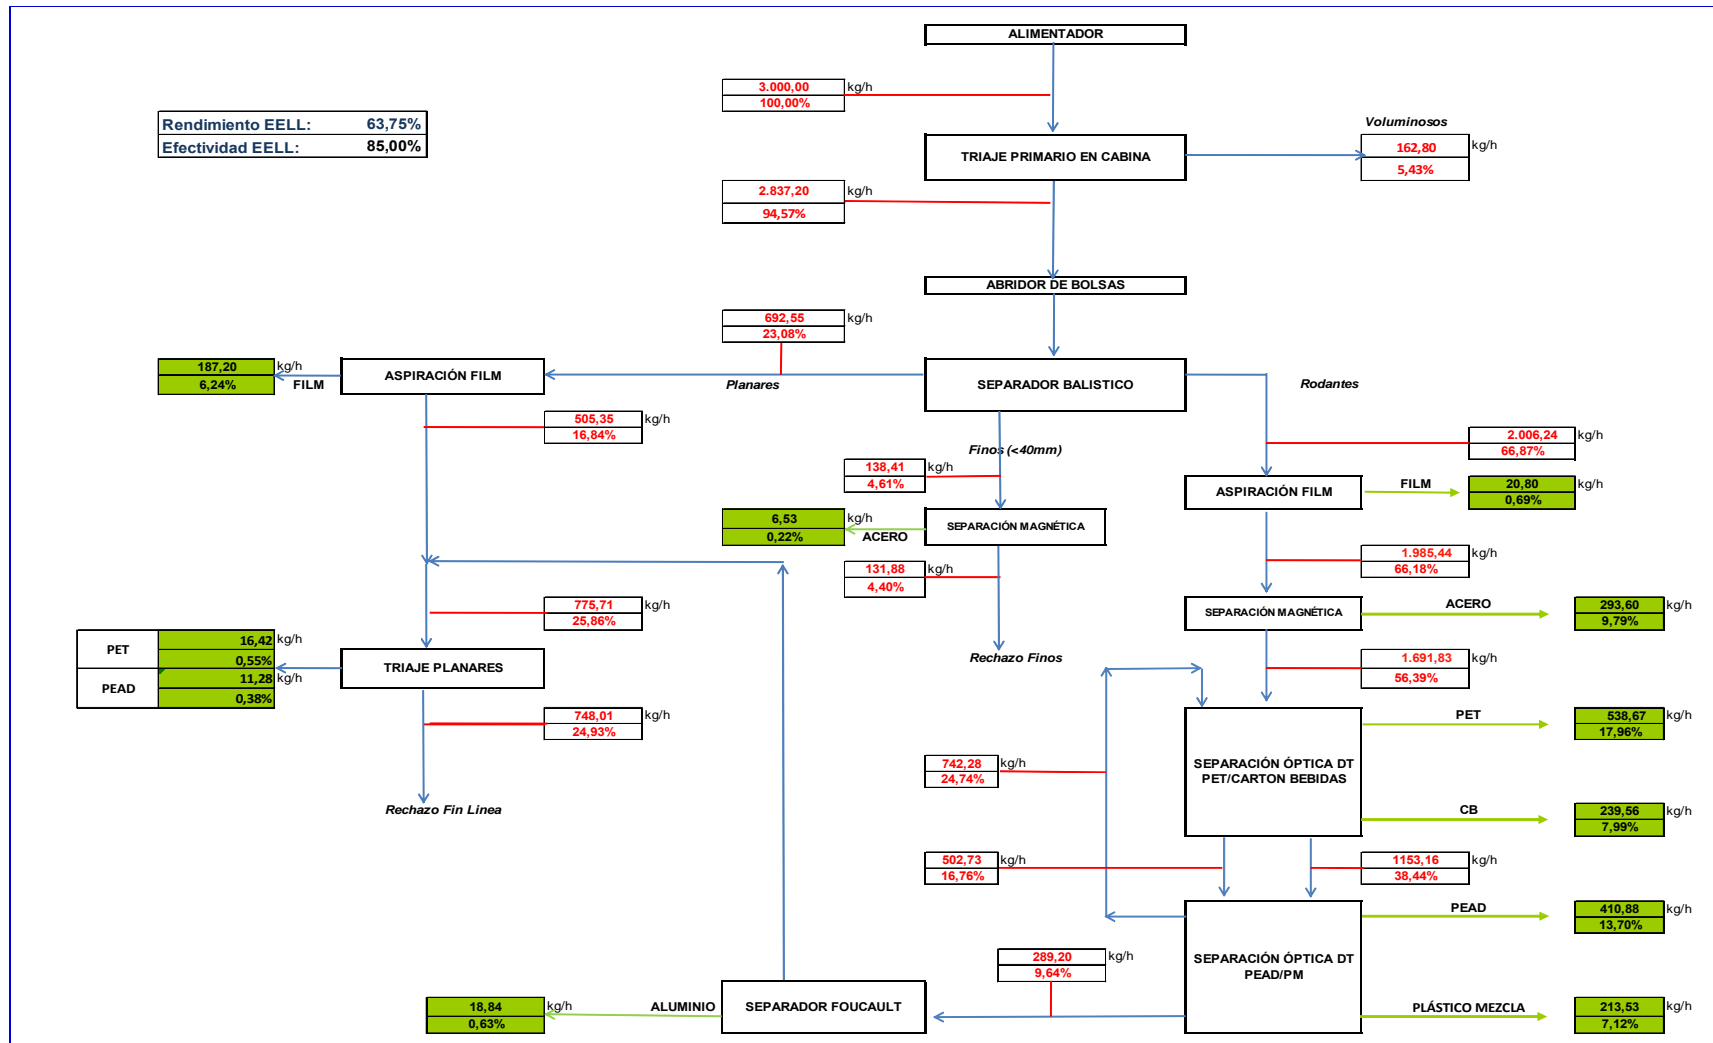 ALIMENTADOR
3.000,00 kg/h
100,00%
Rendimiento EELL: 63,75%
Efectividad EELL: 85,00%
Voluminosos
162,80 kg/h
5,43%
TRIAJE PRIMARIO EN CABINA
2.837,20 kg/h
94,57%
ABRIDOR DE BOLSAS
692,55 kg/h
23,08%
187,20 kg/h
6,24% FILM
ASPIRACIÓN FILM
Planares
SEPARADOR BALISTICO
Rodantes
505,35 kg/h
16,84%
2.006,24 kg/h
66,87%
Finos (<40mm)
138,41 kg/h
4,61%
ASPIRACIÓN FILM
FILM
20,80 kg/h
0,69%
6,53 kg/h
0,22% ACERO
SEPARACIÓN MAGNÉTICA
1.985,44 kg/h
66,18%
131,88 kg/h
4,40%
775,71 kg/h
25,86%
SEPARACIÓN MAGNÉTICA
ACERO
293,60 kg/h
9,79%
PET
16,42 kg/h
0,55%
PEAD
11,28 kg/h
0,38%
TRIAJE PLANARES
Rechazo Finos
1.691,83 kg/h
56,39%
748,01 kg/h
24,93%
PET
538,67 kg/h
17,96%
SEPARACIÓN ÓPTICA DT
PET/CARTON BEBIDAS
742,28 kg/h
24,74%
Rechazo Fin Linea
CB
239,56 kg/h
7,99%
502,73 kg/h
16,76%
1153,16 kg/h
38,44%
PEAD
410,88 kg/h
13,70%
SEPARACIÓN ÓPTICA DT
PEAD/PM
289,20 kg/h
9,64%
18,84 kg/h
0,63%
ALUMINIO
SEPARADOR FOUCAULT
PLÁSTICO MEZCLA
213,53 kg/h
7,12%